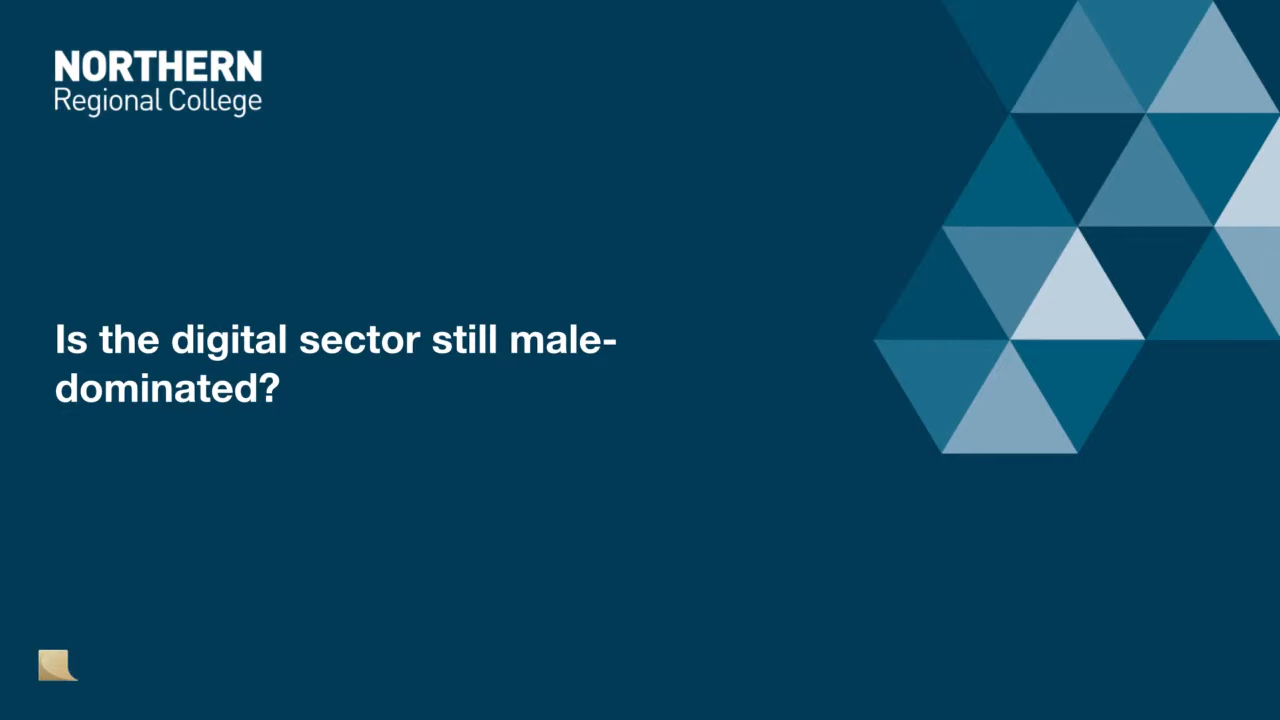 NORTHERN
Regional College
Is the digital sector still male-
dominated?